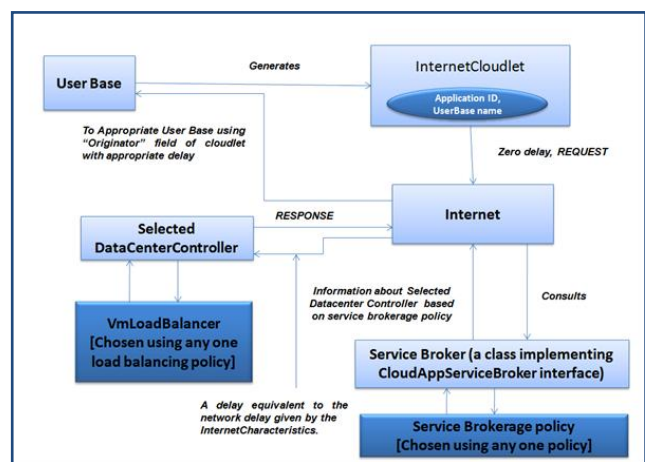 User Base
Generates
InternetCloudlet
Application ID,
UserBase name
To Appropriate User Base using
"Originator" field of cloudlet
with appropriate delay
Zero delay, REQUEST
Selected
DataCenterController
RESPONSE
Internet
VmLoadBalancer
[Chosen using any one
load balancing policy]
Information about Selected
Datacenter Controller based
on service brokerage policy
Consults
Service Broker (a class implementing
CloudAppServiceBroker interface)
A delay equivalent to the
network delay given by the
InternetCharacteristics.
Service Brokerage policy
[Chosen using any one policy]